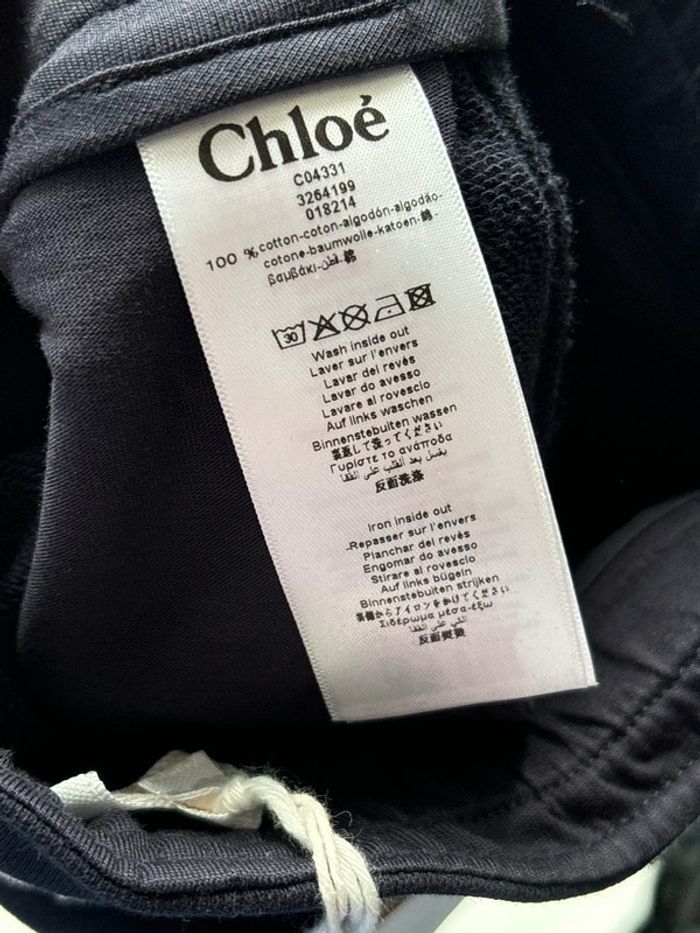 Chloé
C04331
3264199
018214
100 % cotton-coton-algodón-algodão-
cotone-baumwolle-katoen-綿-
βαμβάκι-قطن-棉
30
Wash inside out
Laver sur l'envers
Lavar del revés
Lavar do avesso
Lavare al rovescio
Auf links waschen
Binnenstebuiten wassen
裏返して洗ってください
Γυρίστε το ανάποδα
يغسل بعد القلب على القفا
反面洗涤
Iron inside out
Repasser sur l'envers
Planchar del revés
Engomar do avesso
Stirare al rovescio
Auf links bügeln
Binnenstebuiten strijken
裏側からアイロンをかけてください
Σιδέρωμα μέσα-έξω
الكي على القفا
反面熨烫